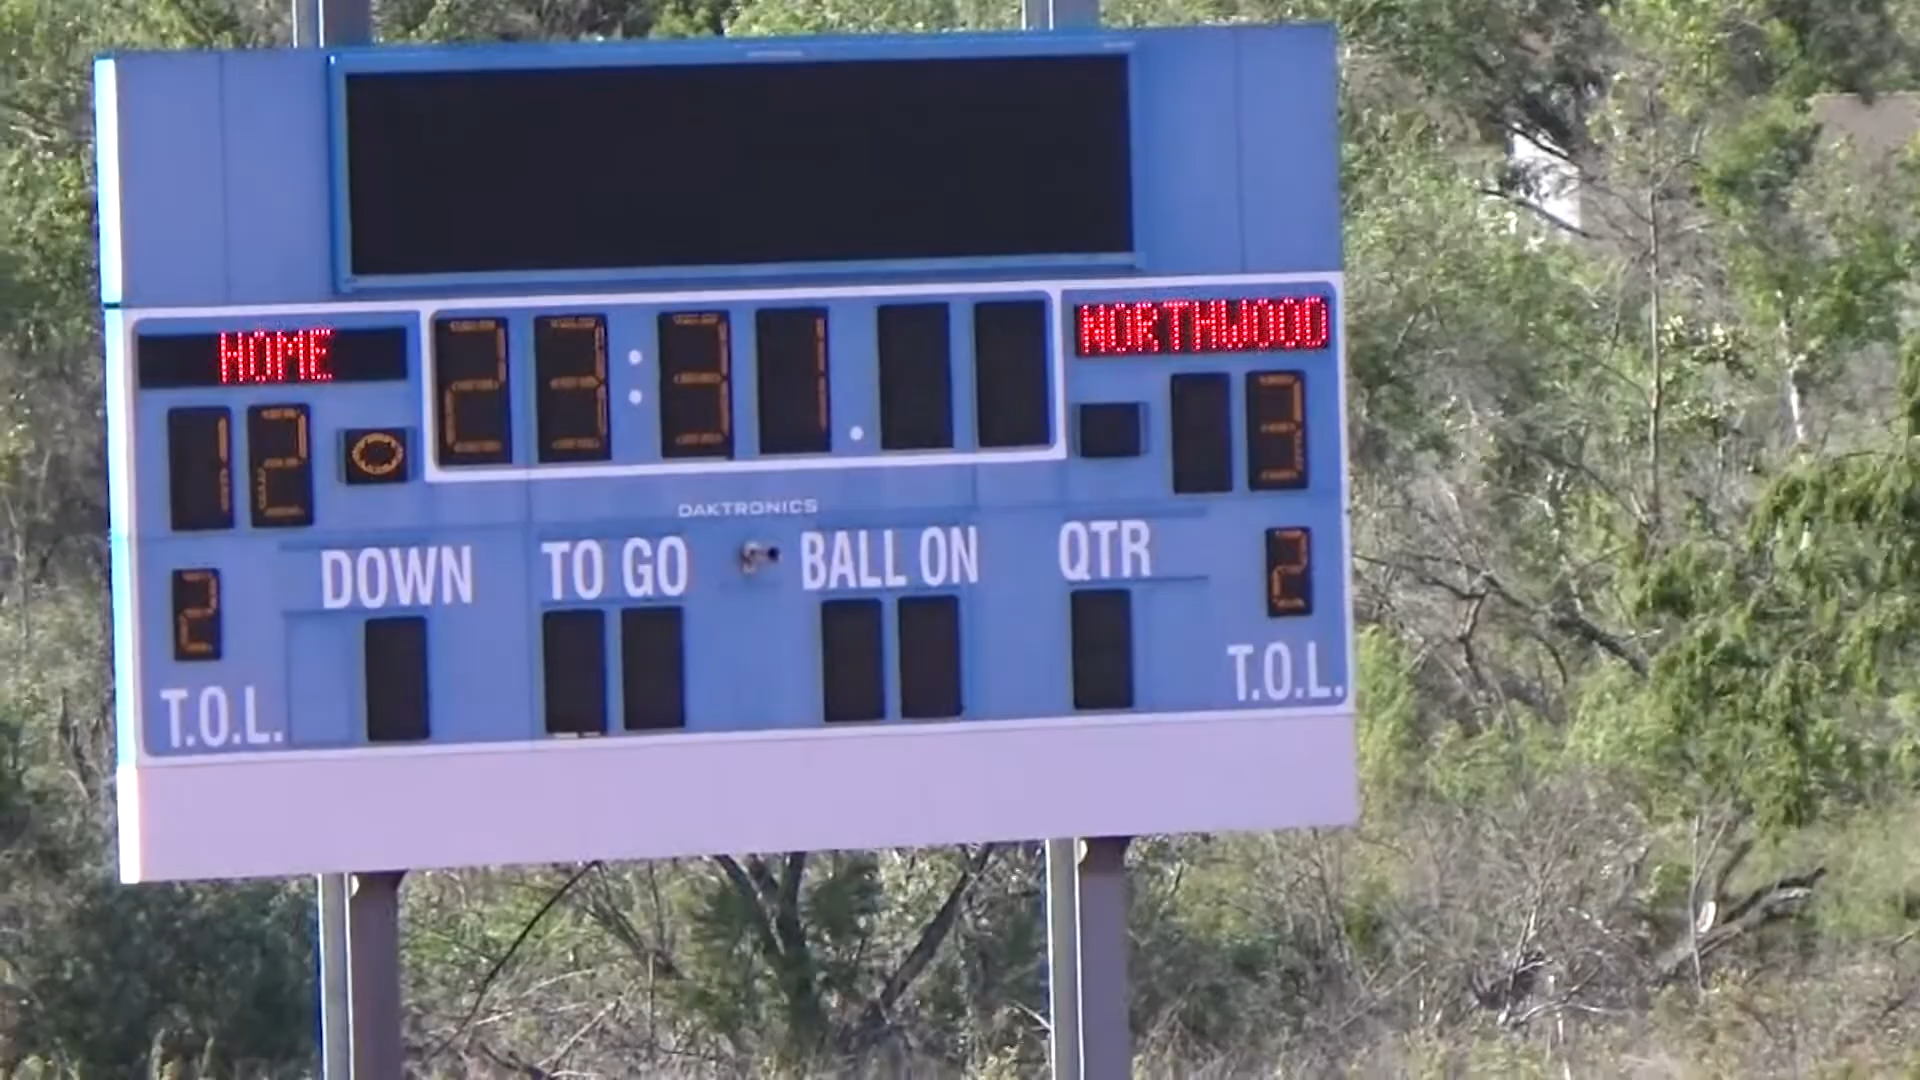 HOME 23:31. NORTHWOOD
12 3
DAKTRONICS
DOWN TO GO BALL ON QTR
2 2
T.O.L. T.O.L.